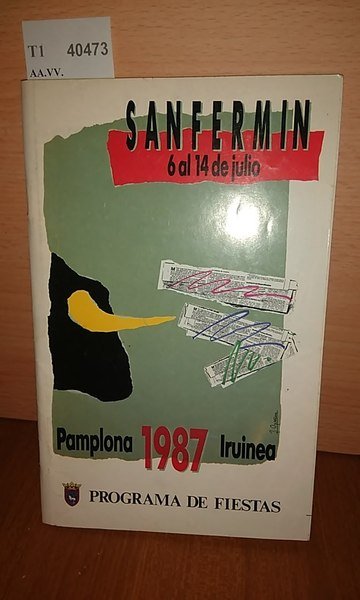 T1 40473
AA.VV.
SANFERMIN
6 al 14 de julio
Pamplona 1987 Iruinea
PROGRAMA DE FIESTAS